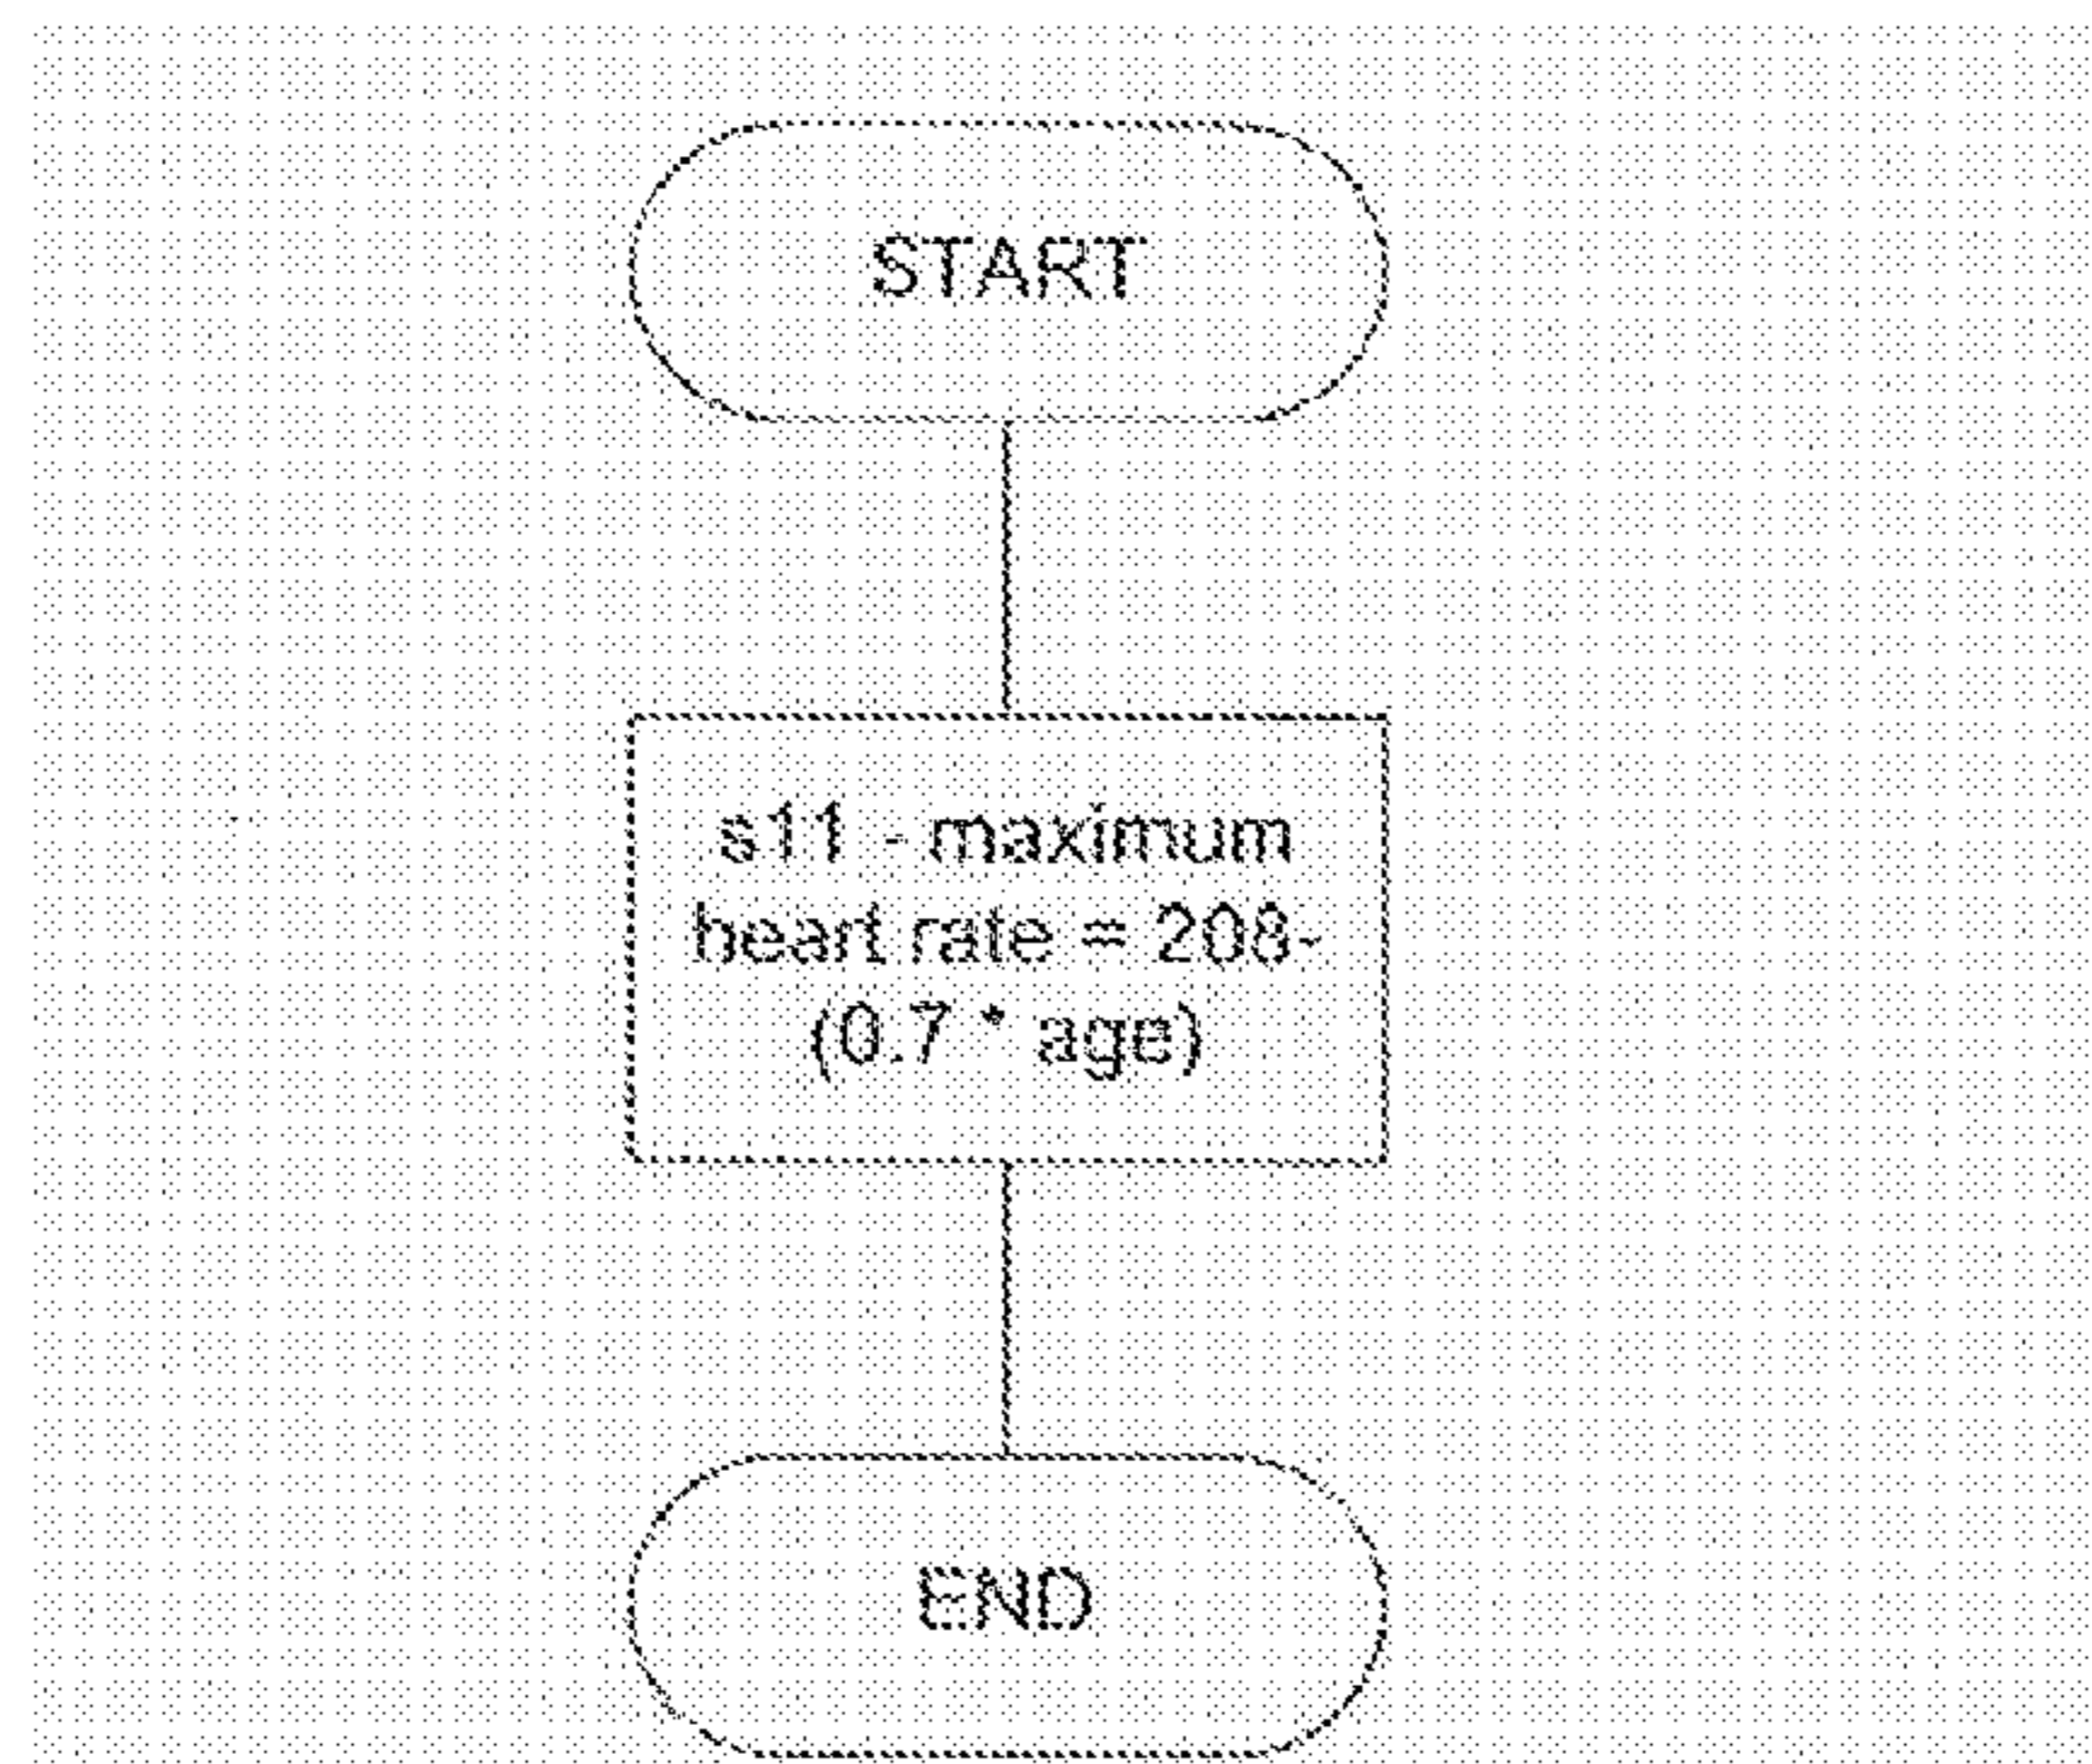 START
s11 - maximum
heart rate = 208-
(0.7 * age)
END